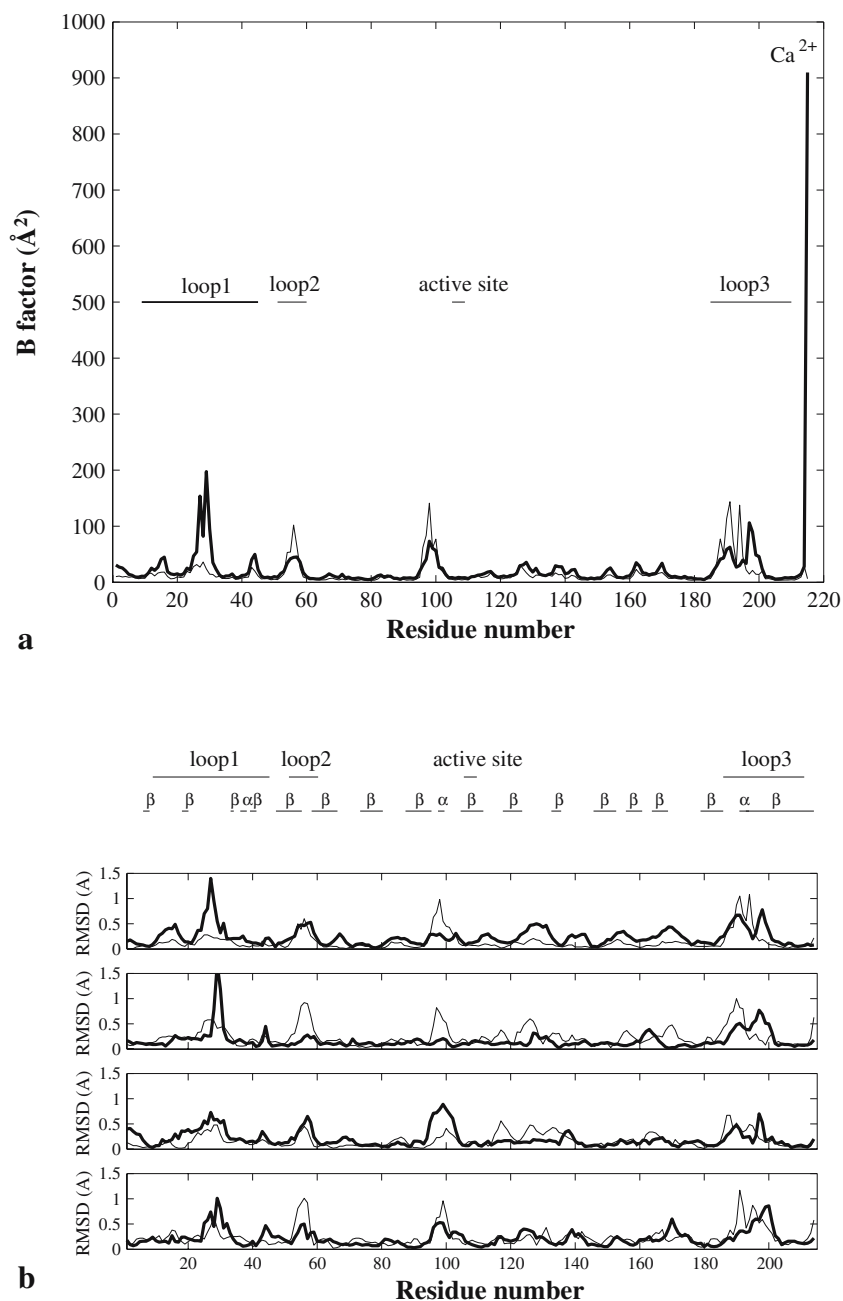 1000
Ca2+
900
800
700
B factor (Å2)
600
loop1 loop2 active site loop3
500
400
300
200
100
0
0 20 40 60 80 100 120 140 160 180 200 220
Residue number
a
loop1 loop2 active site loop3
β β β α β β β β β α β β β β β β β α β
1.5
1
0.5
0
RMSD (A)
1.5
1
0.5
0
RMSD (A)
1.5
1
0.5
0
RMSD (A)
1.5
1
0.5
0
RMSD (A)
20 40 60 80 100 120 140 160 180 200
Residue number
b